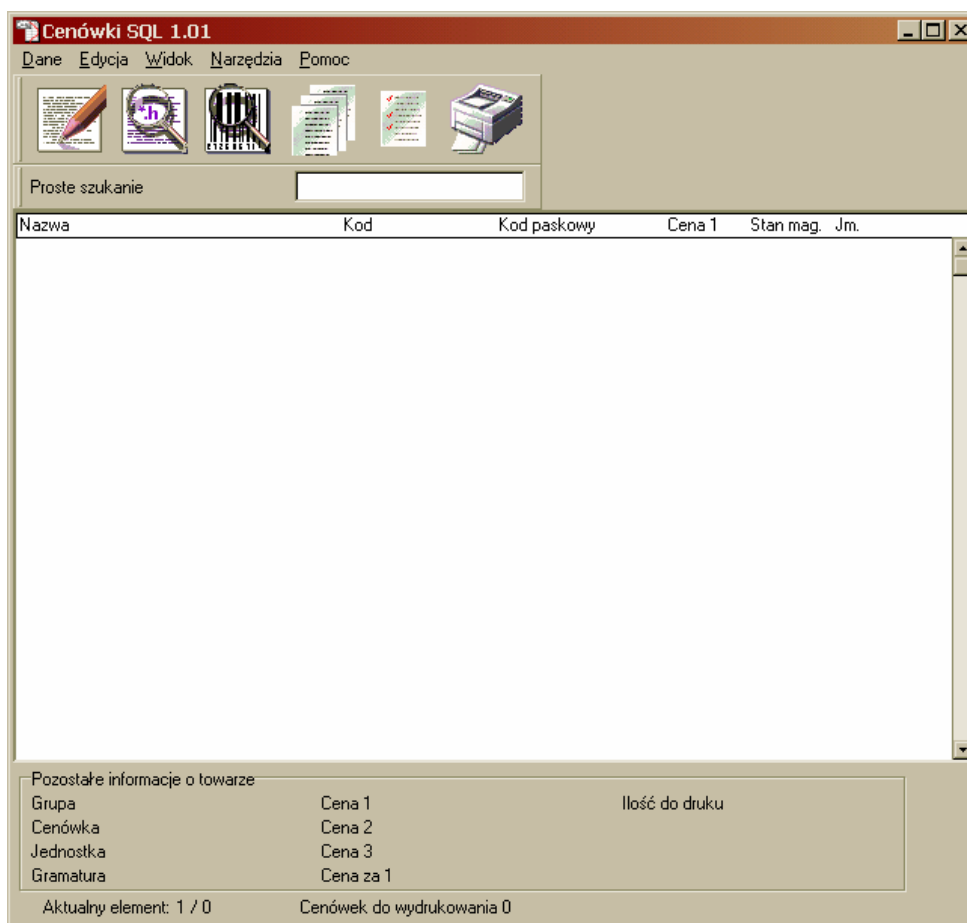 Cenówki SQL 1.01
Dane Edycja Widok Narzędzia Pomoc
*.h
Proste szukanie
Nazwa Kod Kod paskowy Cena 1 Stan mag. Jm.
Pozostałe informacje o towarze
Grupa Cena 1 Ilość do druku
Cenówka Cena 2
Jednostka Cena 3
Gramatura Cena za 1
Aktualny element: 1 / 0 Cenówek do wydrukowania 0